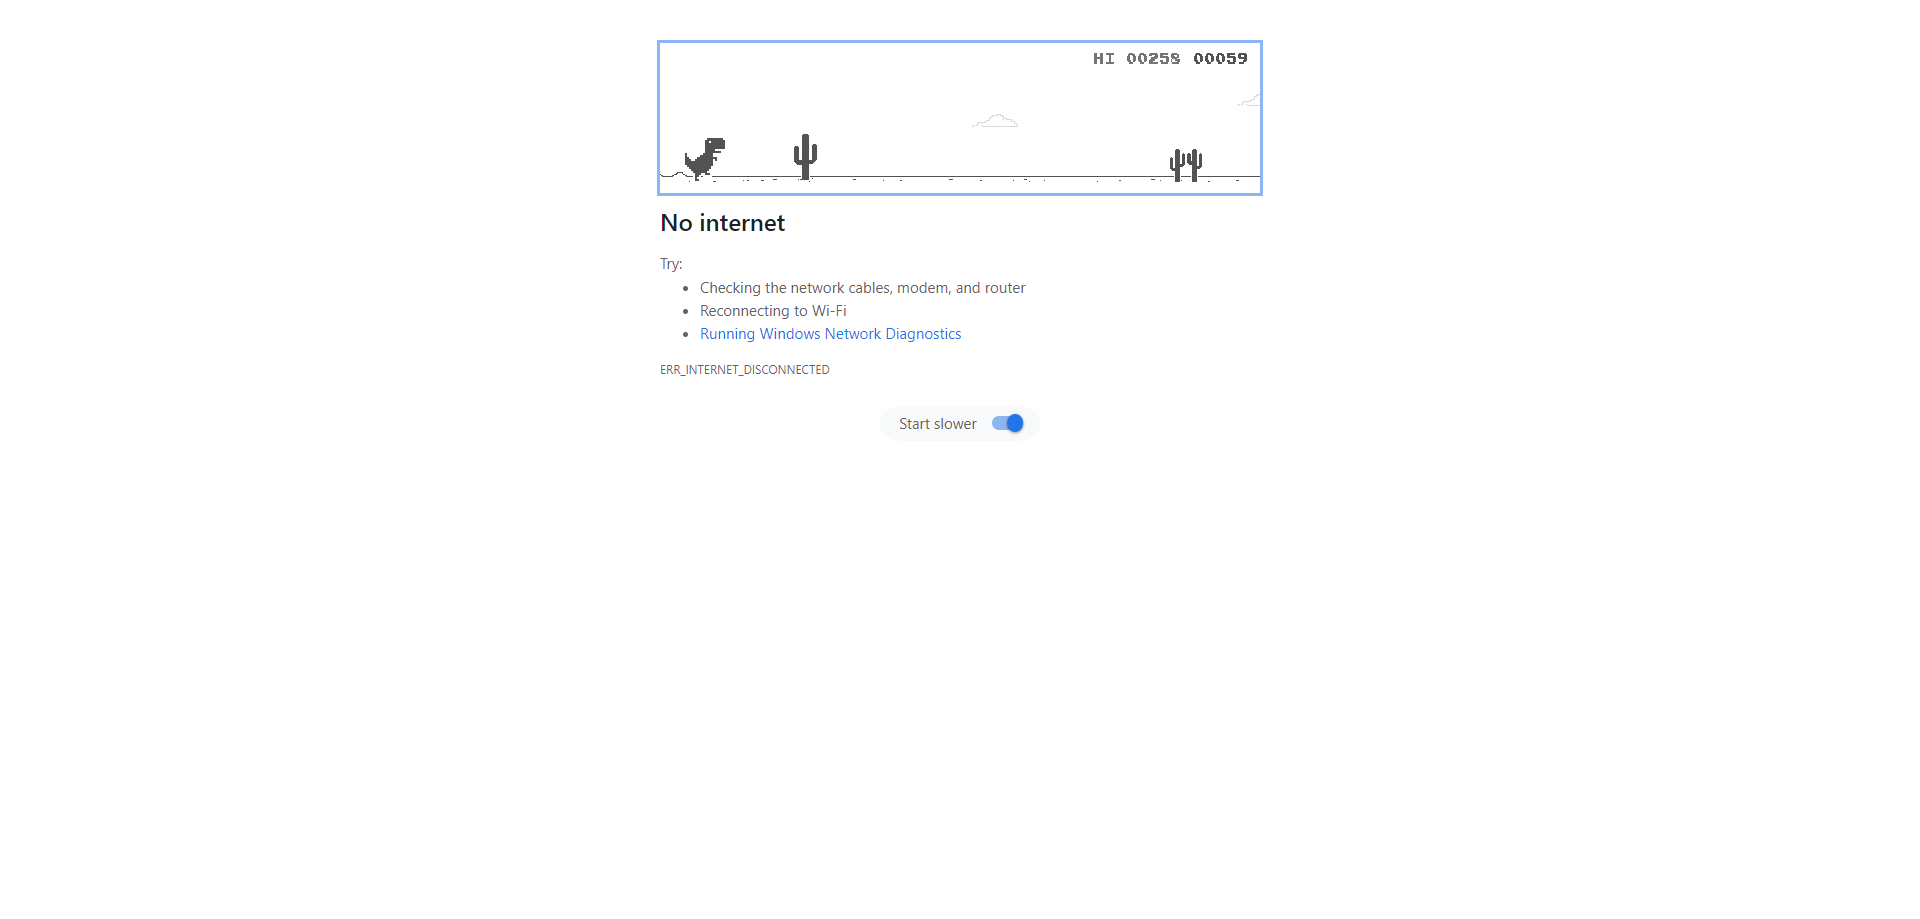 HI 00258 00059
No internet
Try:
Checking the network cables, modem, and router
Reconnecting to Wi-Fi
Running Windows Network Diagnostics
ERR_INTERNET_DISCONNECTED
Start slower